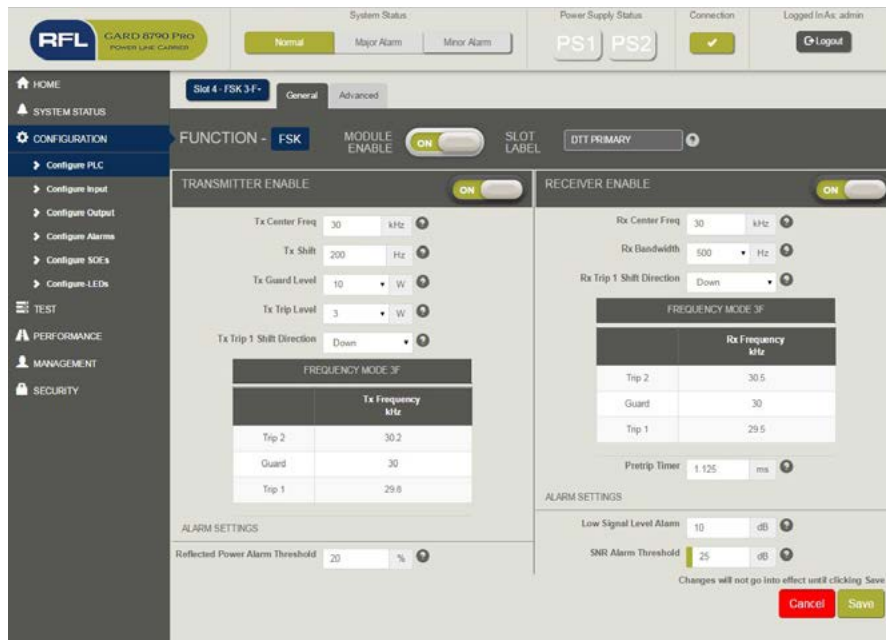 RFL
GARD 8790 PRO
POWER LINE CARRIER
System Status
Normal
Major Alarm
Minor Alarm
Power Supply Status
PS1
PS2
Connection
Logged In As: admin
Logout
HOME
SYSTEM STATUS
CONFIGURATION
Configure PLC
Configure Input
Configure Output
Configure Alarms
Configure SOEs
Configure-LEDs
TEST
PERFORMANCE
MANAGEMENT
SECURITY
Slot 4 - FSK 3-F-
General
Advanced
FUNCTION - FSK
MODULE ENABLE
ON
SLOT LABEL
DTT PRIMARY
TRANSMITTER ENABLE
ON
Tx Center Freq 30 kHz
Tx Shift 200 Hz
Tx Guard Level 10 W
Tx Trip Level 3 W
Tx Trip 1 Shift Direction Down
FREQUENCY MODE 3F
Tx Frequency
kHz
Trip 2 30.2
Guard 30
Trip 1 29.8
ALARM SETTINGS
Reflected Power Alarm Threshold 20 %
RECEIVER ENABLE
ON
Rx Center Freq 30 kHz
Rx Bandwidth 500 Hz
Rx Trip 1 Shift Direction Down
FREQUENCY MODE 3F
Rx Frequency
kHz
Trip 2 30.5
Guard 30
Trip 1 29.5
Pretrip Timer 1.125 ms
ALARM SETTINGS
Low Signal Level Alarm 10 dB
SNR Alarm Threshold 25 dB
Changes will not go into effect until clicking Save
Cancel
Save